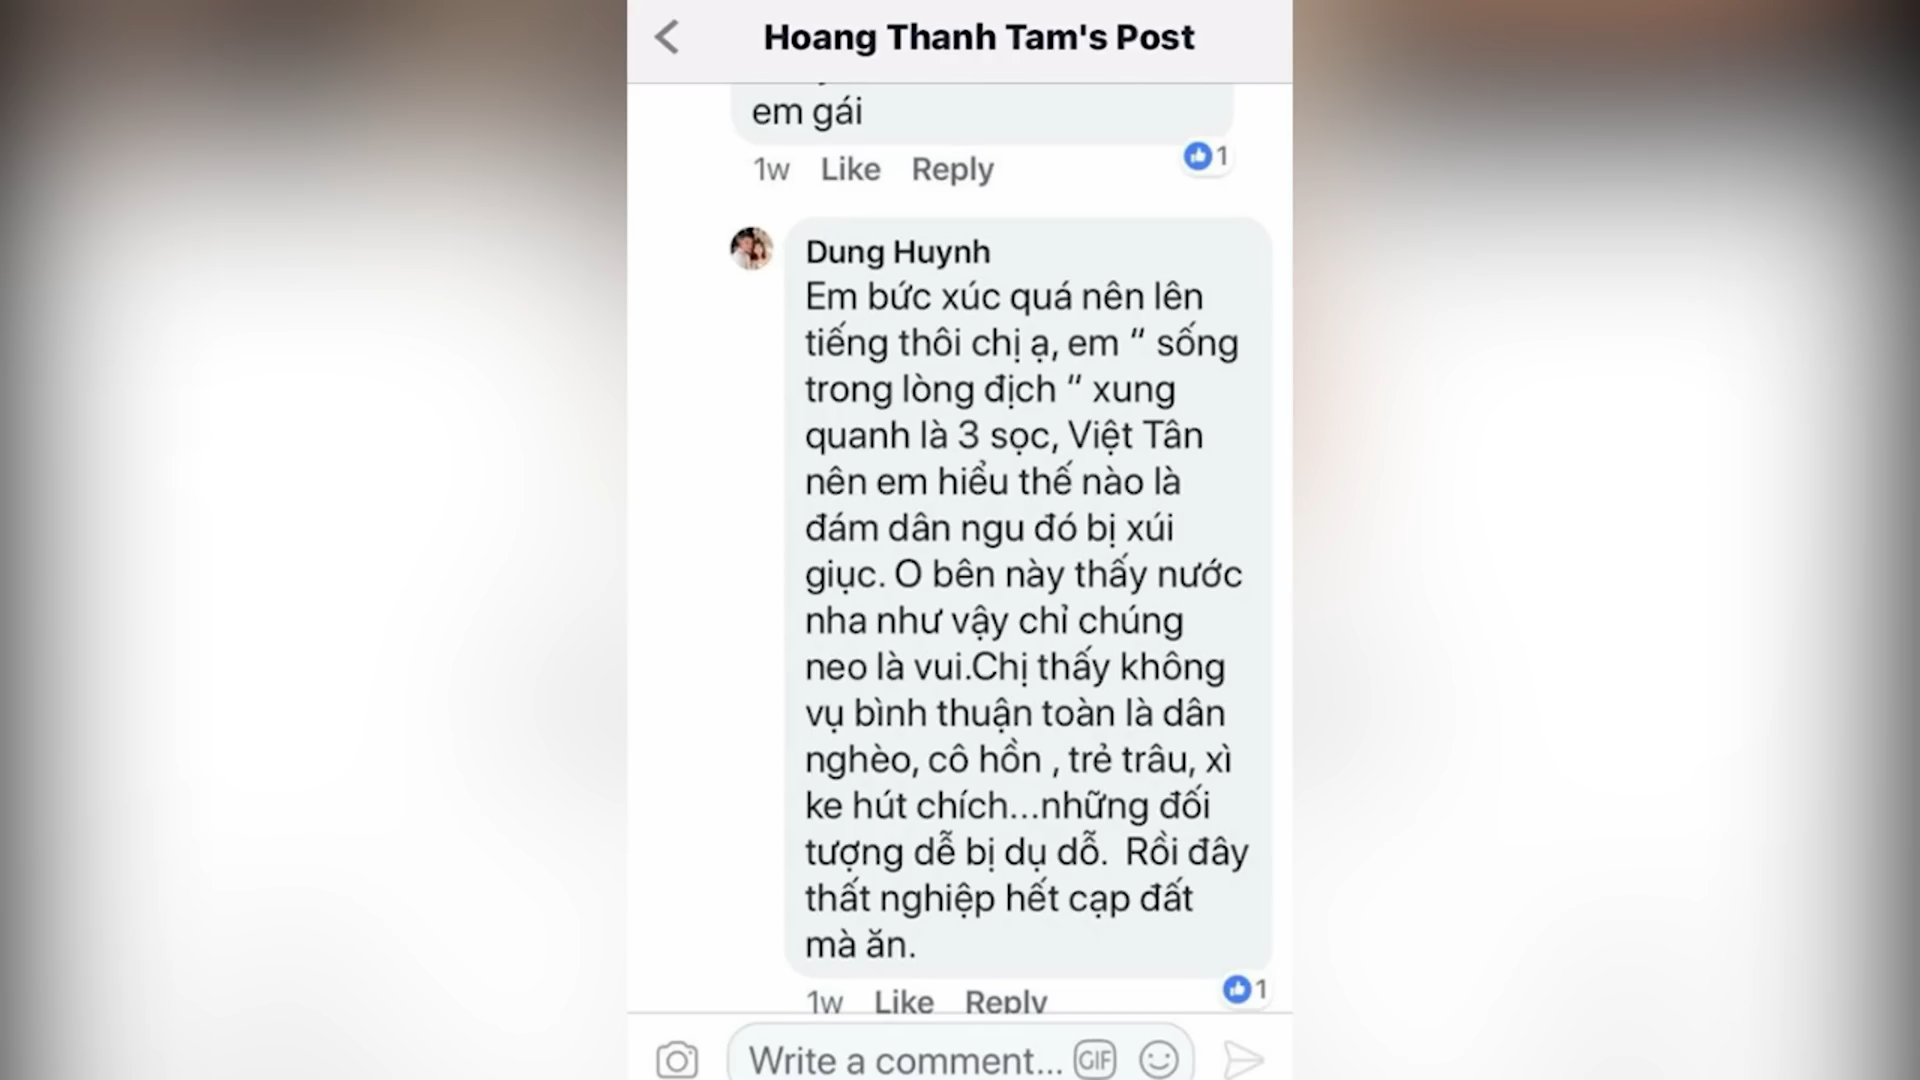 Hoang Thanh Tam's Post
em gái
1w Like Reply
1
Dung Huynh
Em bức xúc quá nên lên
tiếng thôi chị ạ, em “ sống
trong lòng địch “ xung
quanh là 3 sọc, Việt Tân
nên em hiểu thế nào là
đám dân ngu đó bị xúi
giục. O bên này thấy nước
nha như vậy chỉ chúng
neo là vui.Chị thấy không
vụ bình thuận toàn là dân
nghèo, cô hồn , trẻ trâu, xì
ke hút chích...những đối
tượng dễ bị dụ dỗ. Rồi đây
thất nghiệp hết cạp đất
mà ăn.
1w Like Reply
1
Write a comment...
GIF